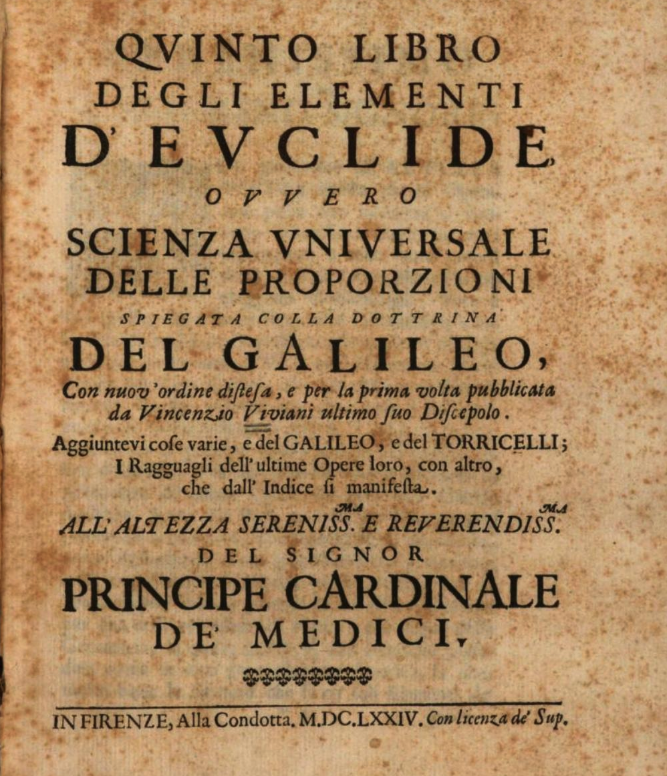 QVINTO LIBRO
DEGLI ELEMENTI
D'EVCLIDE,
OVVERO
SCIENZA VNIVERSALE
DELLE PROPORZIONI
SPIEGATA COLLA DOTTRINA
DEL GALILEO,
Con nuov'ordine distesa, e per la prima volta pubblicata
da Vincenzio Viviani ultimo suo Discepolo.
Aggiuntevi cose varie, e del GALILEO, e del TORRICELLI;
I Ragguagli dell'ultime Opere loro, con altro,
che dall'Indice si manifesta.
ALL'ALTEZZA SERENISS.MA E REVERENDISS.MA
DEL SIGNOR
PRINCIPE CARDINALE
DE' MEDICI.
IN FIRENZE, Alla Condotta. M.DC.LXXIV. Con licenza de' Sup.